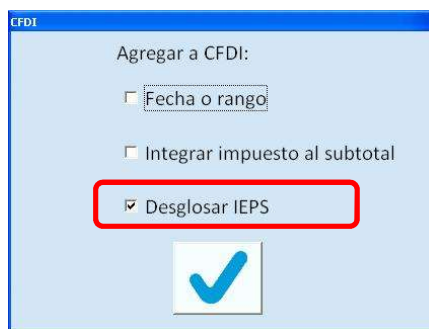 CFDI
Agregar a CFDI:
Fecha o rango
Integrar impuesto al subtotal
Desglosar IEPS